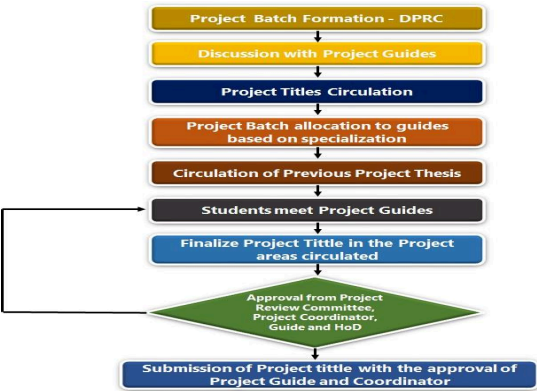 Project Batch Formation - DPRC
Discussion with Project Guides
Project Titles Circulation
Project Batch allocation to guides
based on specialization
Circulation of Previous Project Thesis
Students meet Project Guides
Finalize Project Tittle in the Project
areas circulated
Approval from Project
Review Committee,
Project Coordinator,
Guide and HoD
Submission of Project tittle with the approval of
Project Guide and Coordinator